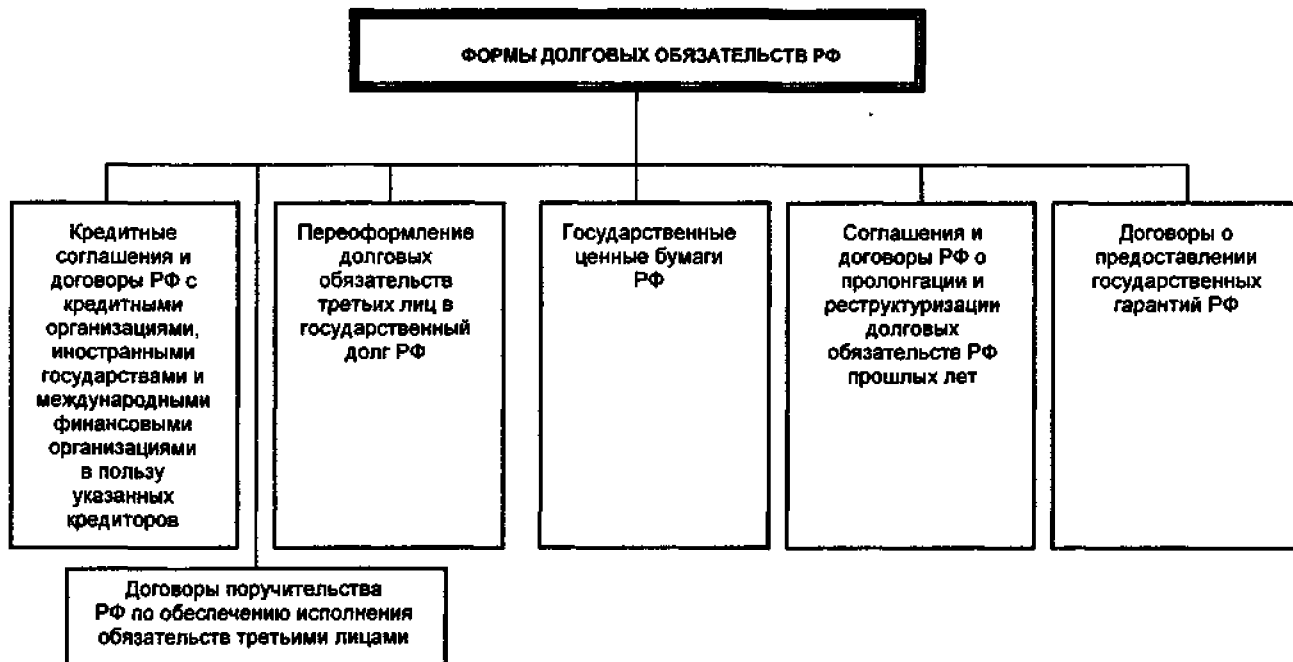 ФОРМЫ ДОЛГОВЫХ ОБЯЗАТЕЛЬСТВ РФ
Кредитные
соглашения и
договоры РФ с
кредитными
организациями,
иностранными
государствами и
международными
финансовыми
организациями
в пользу
указанных
кредиторов
Переоформление
долговых
обязательств
третьих лиц в
государственный
долг РФ
Государственные
ценные бумаги
РФ
Соглашения и
договоры РФ о
пролонгации и
реструктуризации
долговых
обязательств РФ
прошлых лет
Договоры о
предоставлении
государственных
гарантий РФ
Договоры поручительства
РФ по обеспечению исполнения
обязательств третьими лицами